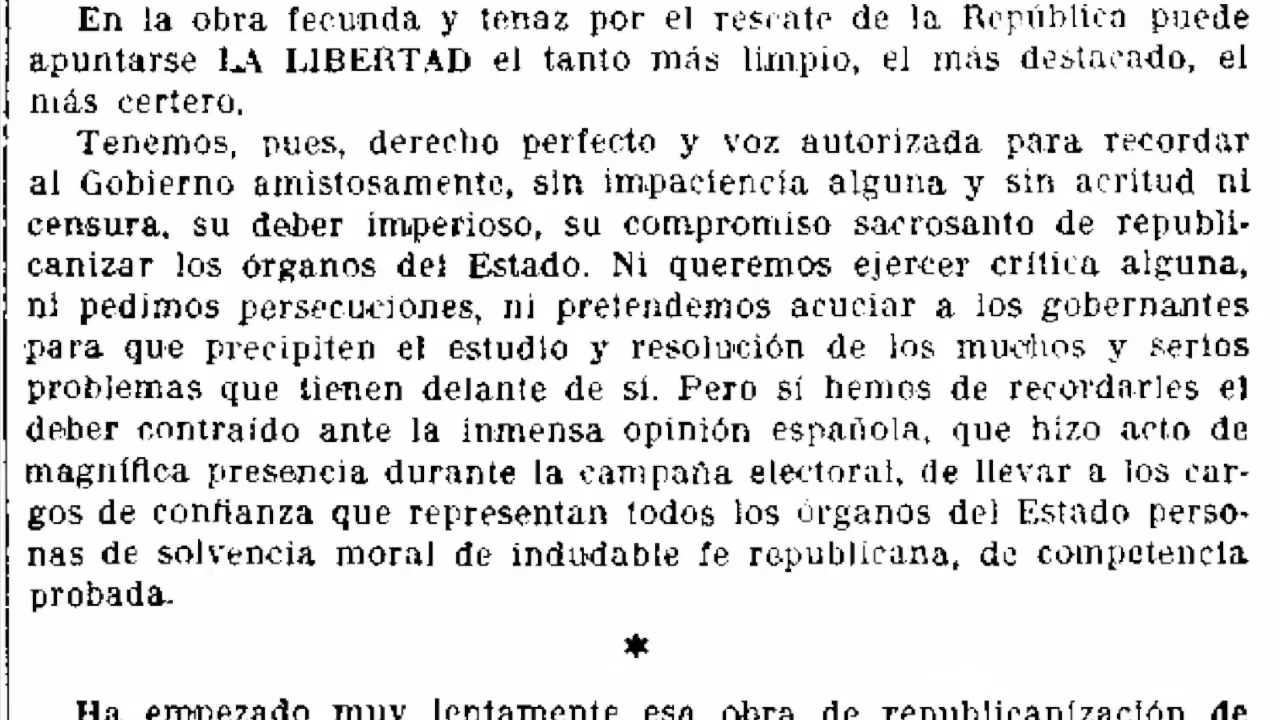 En la obra fecunda y tenaz por el rescate de la República puede
apuntarse LA LIBERTAD el tanto más limpio, el más destacado, el
más certero.
Tenemos, pues, derecho perfecto y voz autorizada para recordar
al Gobierno amistosamente, sin impaciencia alguna y sin acritud ni
censura, su deber imperioso, su compromiso sacrosanto de republi-
canizar los órganos del Estado. Ni queremos ejercer crítica alguna,
ni pedimos persecuciones, ni pretendemos acuciar a los gobernantes
para que precipiten el estudio y resolución de los muchos y serios
problemas que tienen delante de sí. Pero sí hemos de recordarles el
deber contraído ante la inmensa opinión española, que hizo acto de
magnífica presencia durante la campaña electoral, de llevar a los car-
gos de confianza que representan todos los órganos del Estado perso-
nas de solvencia moral de indudable fe republicana, de competencia
probada.
*
Ha empezado muy lentamente esa obra de republicanización de